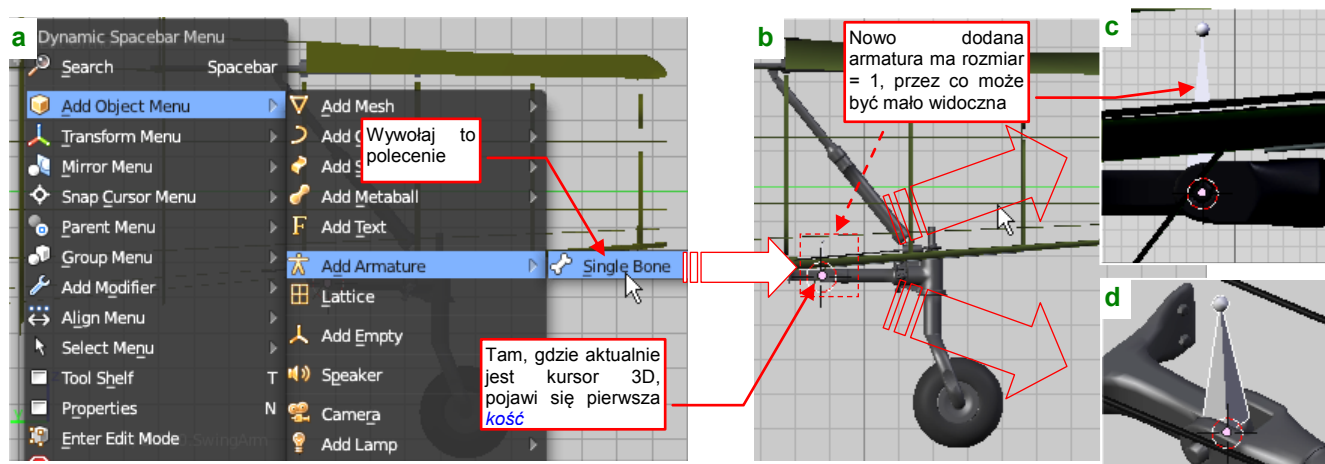 a
Dynamic Spacebar Menu
Search Spacebar
Add Object Menu
Transform Menu
Mirror Menu
Snap Cursor Menu
Parent Menu
Group Menu
Add Modifier
Align Menu
Select Menu
Tool Shelf T
Properties N
Enter Edit Mode
Add Mesh
Add
Add
Add Metaball
Add Text
Add Armature
Lattice
Add Empty
Speaker
Camera
Add Lamp
Single Bone
.SwingArm
Wywołaj to
polecenie
Tam, gdzie aktualnie
jest kursor 3D,
pojawi się pierwsza
kość
b
Nowo dodana
armatura ma rozmiar
= 1, przez co może
być mało widoczna
c
d